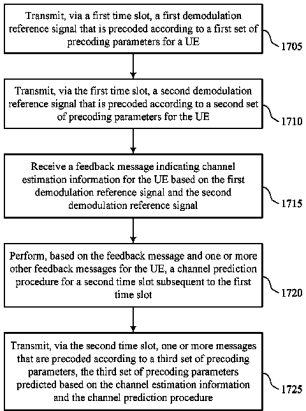 Transmit, via a first time slot, a first demodulation
reference signal that is precoded according to a first set of
precoding parameters for a UE
1705
Transmit, via the first time slot, a second demodulation
reference signal that is precoded according to a second set
of precoding parameters for the UE
1710
Receive a feedback message indicating channel
estimation information for the UE based on the first
demodulation reference signal and the second
demodulation reference signal
1715
Perform, based on the feedback message and one or more
other feedback messages for the UE, a channel prediction
procedure for a second time slot subsequent to the
first time slot
1720
Transmit, via the second time slot, one or more messages
that are precoded according to a third set of precoding
parameters, the third set of precoding parameters
predicted based on the channel estimation information
and the channel prediction procedure
1725